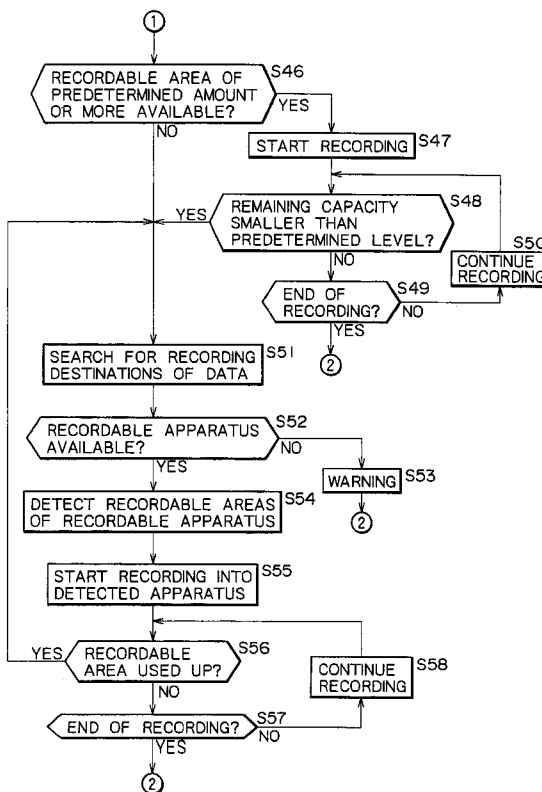 1
RECORDABLE AREA OF
PREDETERMINED AMOUNT
OR MORE AVAILABLE?
S46
YES
NO
START RECORDING
S47
REMAINING CAPACITY
SMALLER THAN
PREDETERMINED LEVEL?
S48
YES
NO
CONTINUE
RECORDING
S50
END OF
RECORDING?
S49
NO
YES
2
SEARCH FOR RECORDING
DESTINATIONS OF DATA
S51
RECORDABLE APPARATUS
AVAILABLE?
S52
NO
YES
WARNING
S53
2
DETECT RECORDABLE AREAS
OF RECORDABLE APPARATUS
S54
START RECORDING INTO
DETECTED APPARATUS
S55
YES
RECORDABLE
AREA USED UP?
S56
NO
CONTINUE
RECORDING
S58
END OF RECORDING?
S57
NO
YES
2